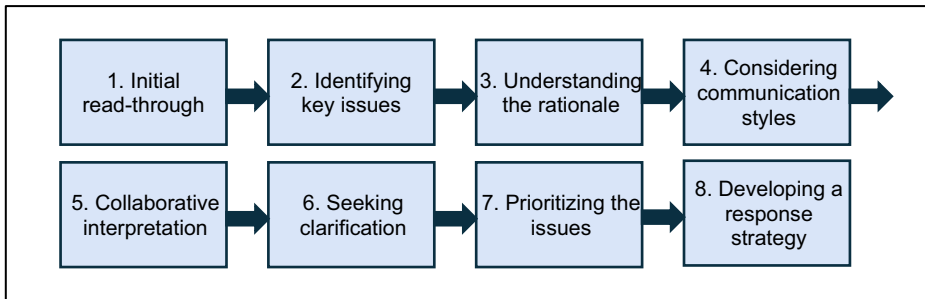 1. Initial
read-through
2. Identifying
key issues
3. Understanding
the rationale
4. Considering
communication
styles
5. Collaborative
interpretation
6. Seeking
clarification
7. Prioritizing the
issues
8. Developing a
response
strategy